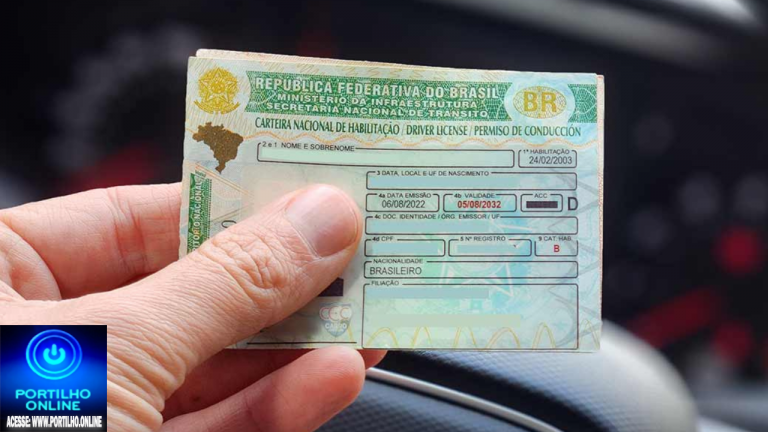 REPÚBLICA FEDERATIVA DO BRASIL
MINISTÉRIO DA INFRAESTRUTURA
SECRETARIA NACIONAL DE TRÂNSITO
BR
CARTEIRA NACIONAL DE HABILITAÇÃO / DRIVER LICENSE / PERMISO DE CONDUCCIÓN
2 e 1 NOME E SOBRENOME
1ª HABILITAÇÃO
24/02/2003
3 DATA, LOCAL E UF DE NASCIMENTO
4a DATA EMISSÃO
06/08/2022
4b VALIDADE
05/08/2032
ACC
D
4c DOC. IDENTIDADE / ÓRG. EMISSOR / UF
4d CPF
5 Nº REGISTRO
9 CAT. HAB.
B
NACIONALIDADE
BRASILEIRO
FILIAÇÃO
NACIONAL
PORTILHO
ONLINE
ACESSE: WWW.PORTILHO.ONLINE